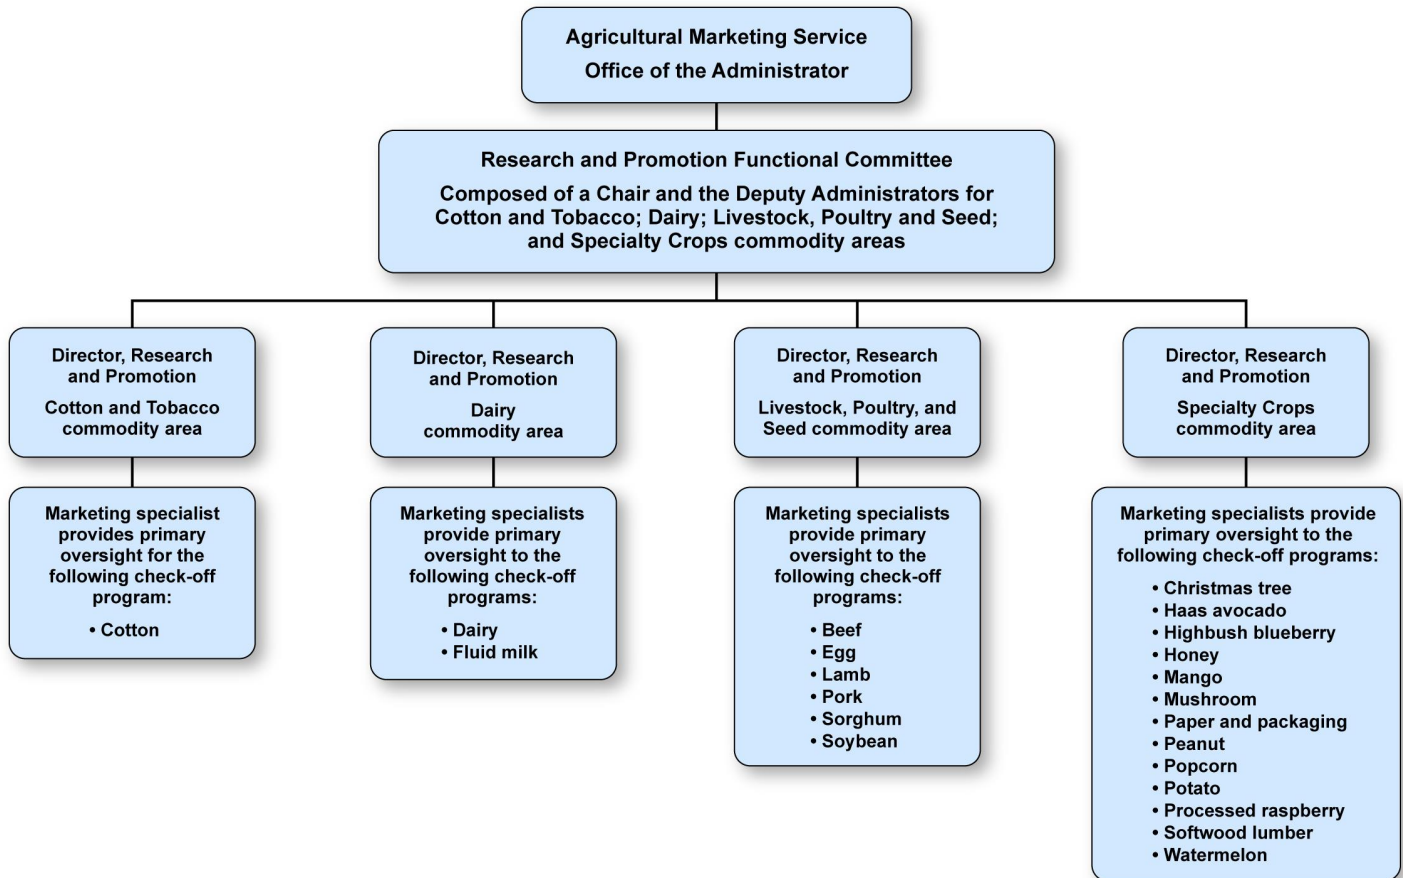 Agricultural Marketing Service
Office of the Administrator
Research and Promotion Functional Committee
Composed of a Chair and the Deputy Administrators for
Cotton and Tobacco; Dairy; Livestock, Poultry and Seed;
and Specialty Crops commodity areas
Director, Research
and Promotion
Cotton and Tobacco
commodity area
Director, Research
and Promotion
Dairy
commodity area
Director, Research
and Promotion
Livestock, Poultry, and
Seed commodity area
Director, Research
and Promotion
Specialty Crops
commodity area
Marketing specialist
provides primary
oversight for the
following check-off
program:
• Cotton
Marketing specialists
provide primary
oversight to the
following check-off
programs:
• Dairy
• Fluid milk
Marketing specialists
provide primary
oversight to the
following check-off
programs:
• Beef
• Egg
• Lamb
• Pork
• Sorghum
• Soybean
Marketing specialists provide
primary oversight to the
following check-off programs:
• Christmas tree
• Haas avocado
• Highbush blueberry
• Honey
• Mango
• Mushroom
• Paper and packaging
• Peanut
• Popcorn
• Potato
• Processed raspberry
• Softwood lumber
• Watermelon